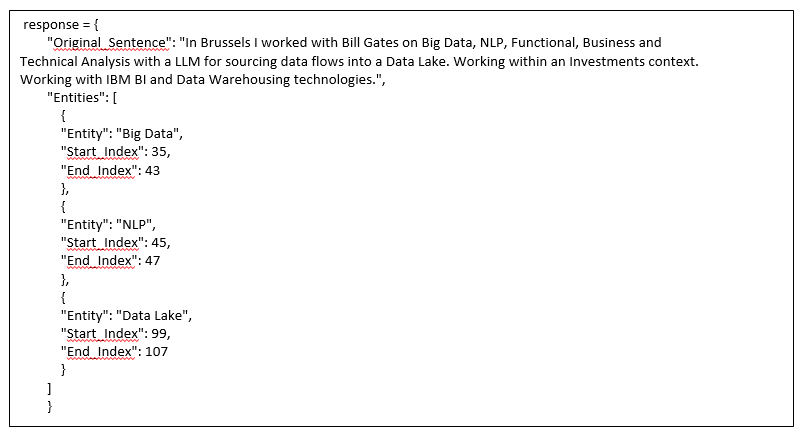 response = {
"Original_Sentence": "In Brussels I worked with Bill Gates on Big Data, NLP, Functional, Business and
Technical Analysis with a LLM for sourcing data flows into a Data Lake. Working within an Investments context.
Working with IBM BI and Data Warehousing technologies.",
"Entities": [
{
"Entity": "Big Data",
"Start_Index": 35,
"End_Index": 43
},
{
"Entity": "NLP",
"Start_Index": 45,
"End_Index": 47
},
{
"Entity": "Data Lake",
"Start_Index": 99,
"End_Index": 107
}
]
}